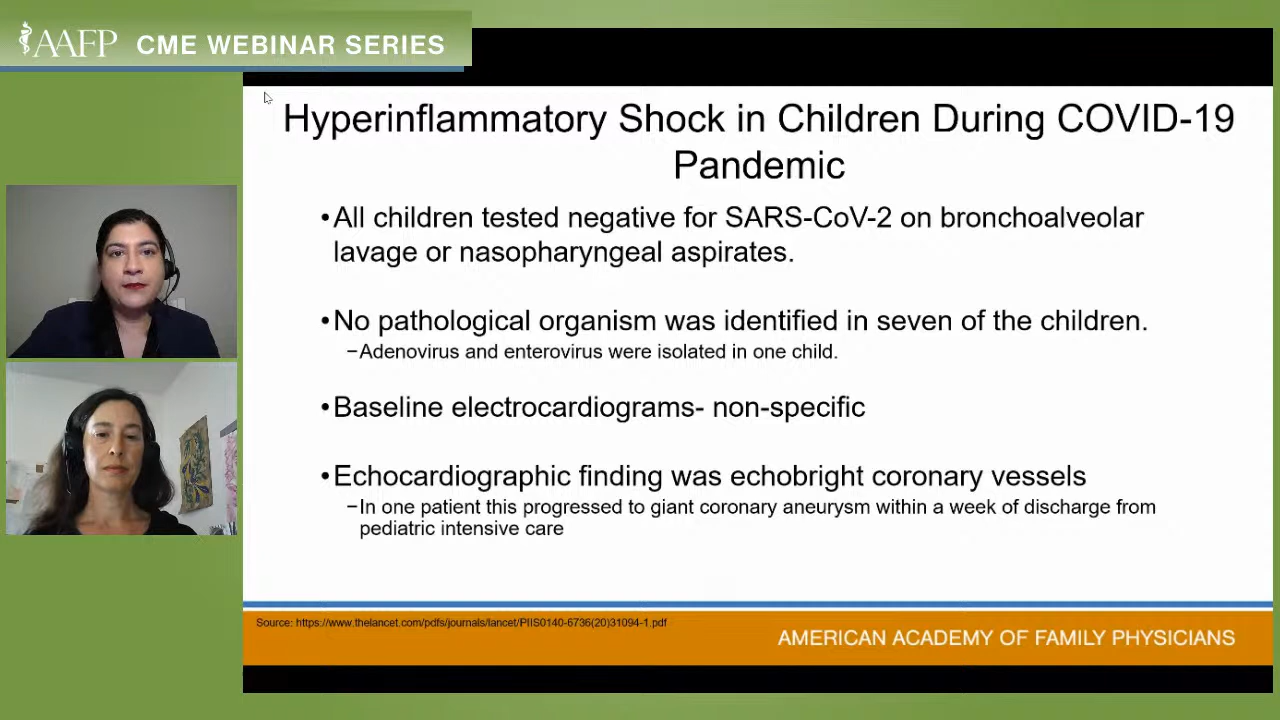 AAFP CME WEBINAR SERIES
Hyperinflammatory Shock in Children During COVID-19
Pandemic
•All children tested negative for SARS-CoV-2 on bronchoalveolar
lavage or nasopharyngeal aspirates.
•No pathological organism was identified in seven of the children.
−Adenovirus and enterovirus were isolated in one child.
•Baseline electrocardiograms- non-specific
•Echocardiographic finding was echobright coronary vessels
−In one patient this progressed to giant coronary aneurysm within a week of discharge from
pediatric intensive care
Source: https://www.thelancet.com/pdfs/journals/lancet/PIIS0140-6736(20)31094-1.pdf
AMERICAN ACADEMY OF FAMILY PHYSICIANS